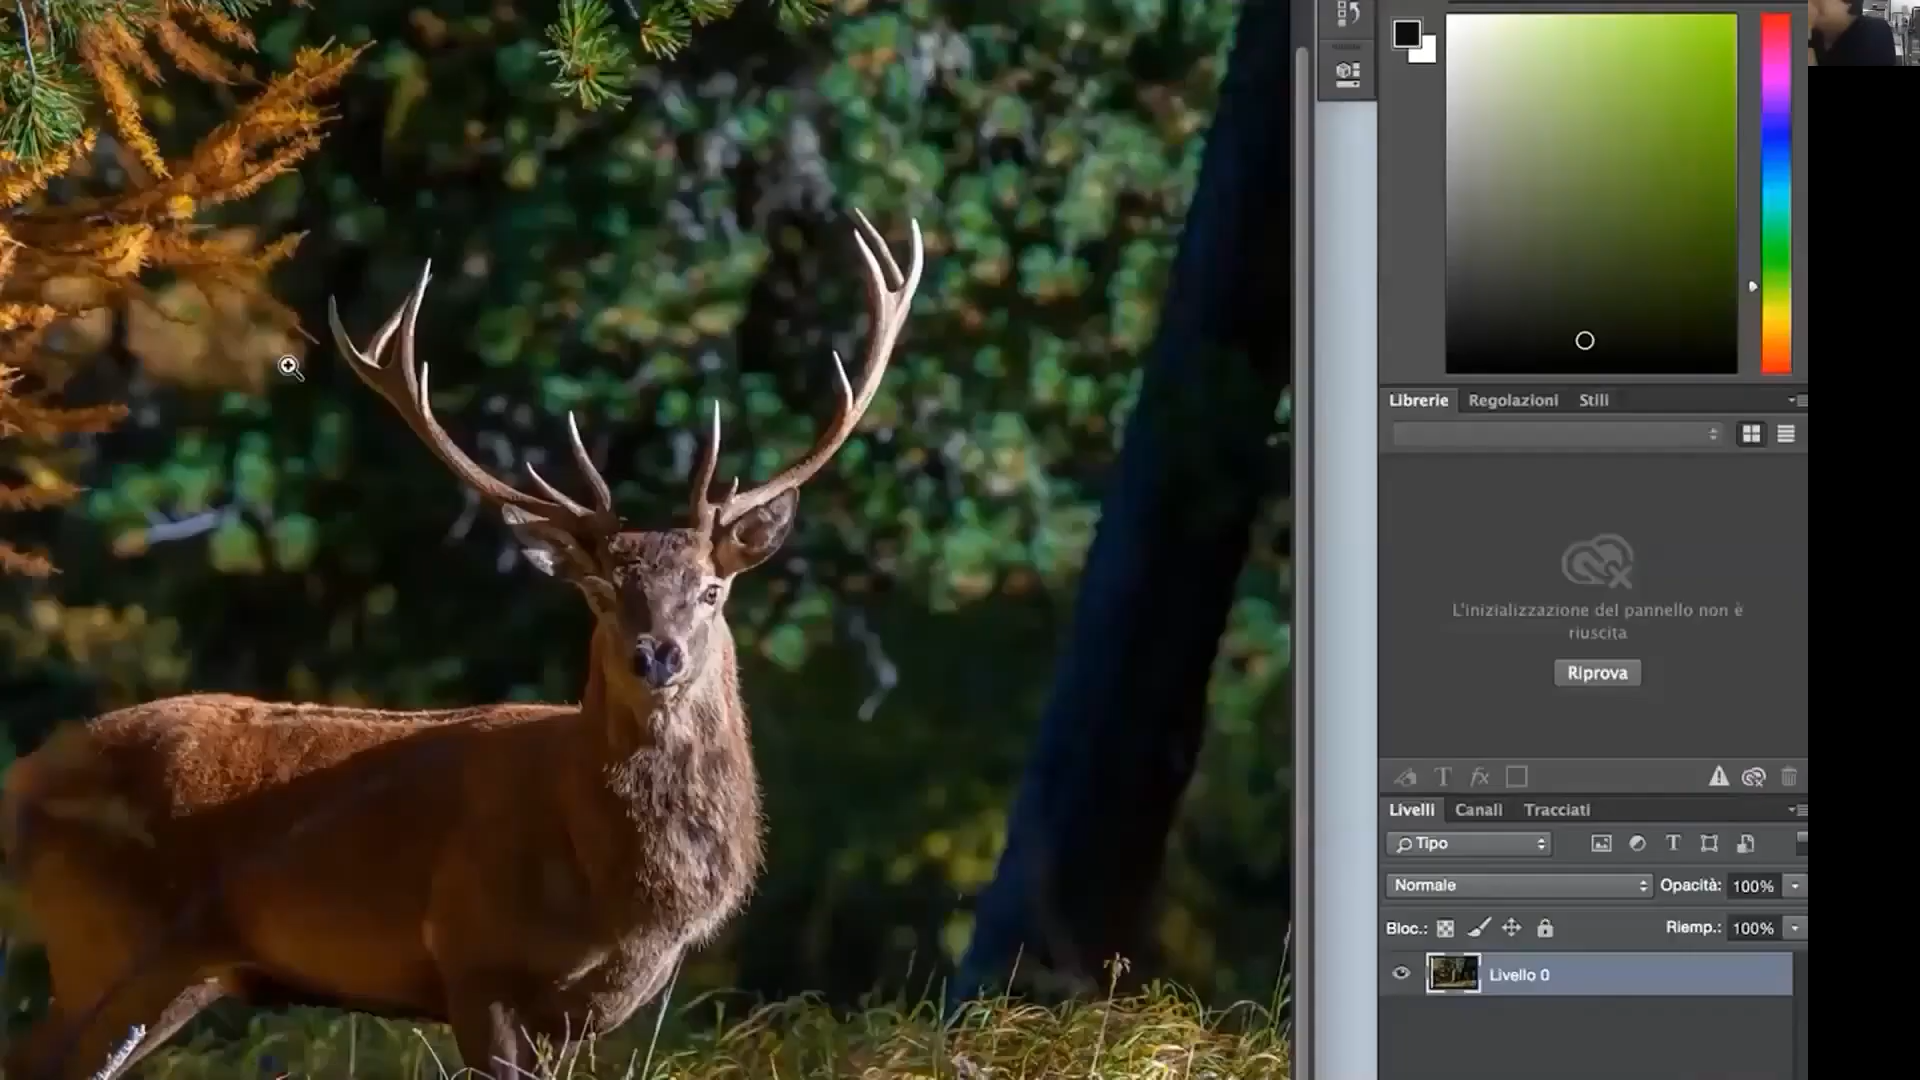 Librerie Regolazioni Stili
L'inizializzazione del pannello non è
riuscita
Riprova
T fx
Livelli Canali Tracciati
Tipo T
Normale Opacità: 100%
Bloc.: Riemp.: 100%
Livello 0